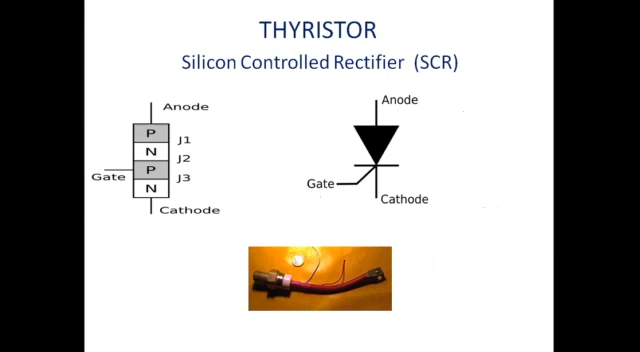 THYRISTOR
Silicon Controlled Rectifier (SCR)
Anode
P
J1
N
J2
P
Gate
J3
N
Cathode
Anode
Gate
Cathode